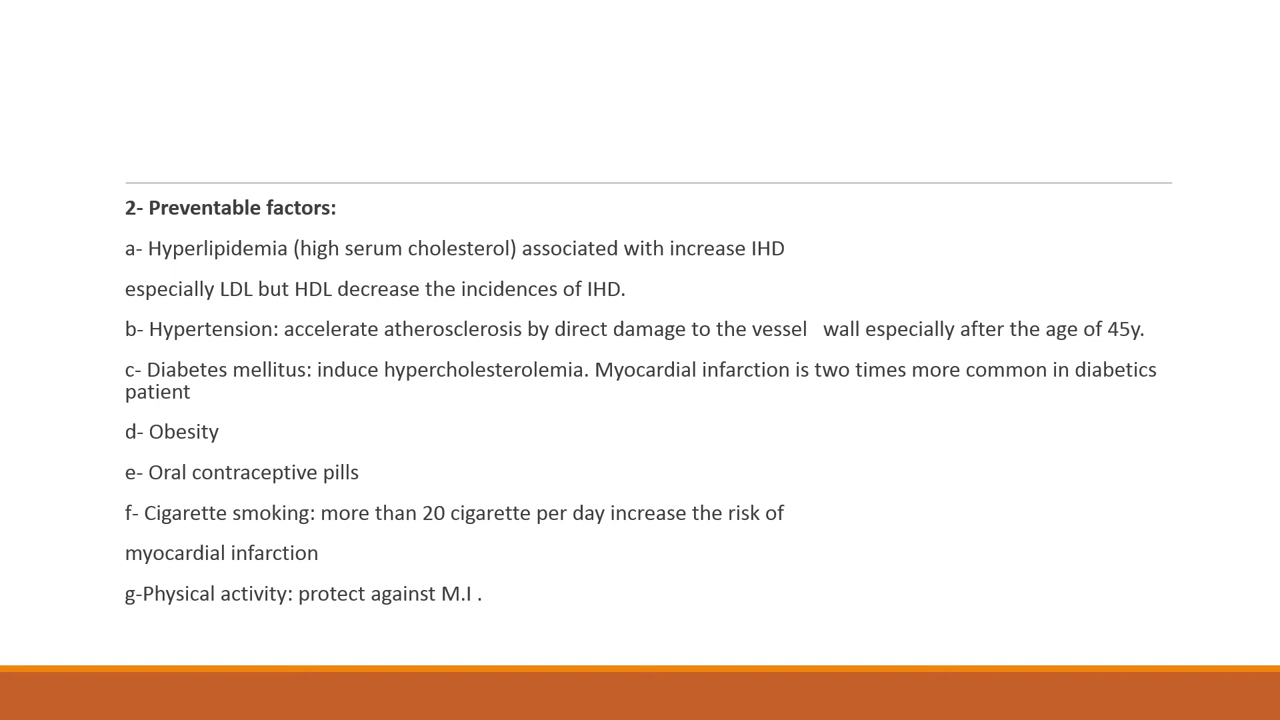 2- Preventable factors:
a- Hyperlipidemia (high serum cholesterol) associated with increase IHD
especially LDL but HDL decrease the incidences of IHD.
b- Hypertension: accelerate atherosclerosis by direct damage to the vessel   wall especially after the age of 45y.
c- Diabetes mellitus: induce hypercholesterolemia. Myocardial infarction is two times more common in diabetics
patient
d- Obesity
e- Oral contraceptive pills
f- Cigarette smoking: more than 20 cigarette per day increase the risk of
myocardial infarction
g-Physical activity: protect against M.I .